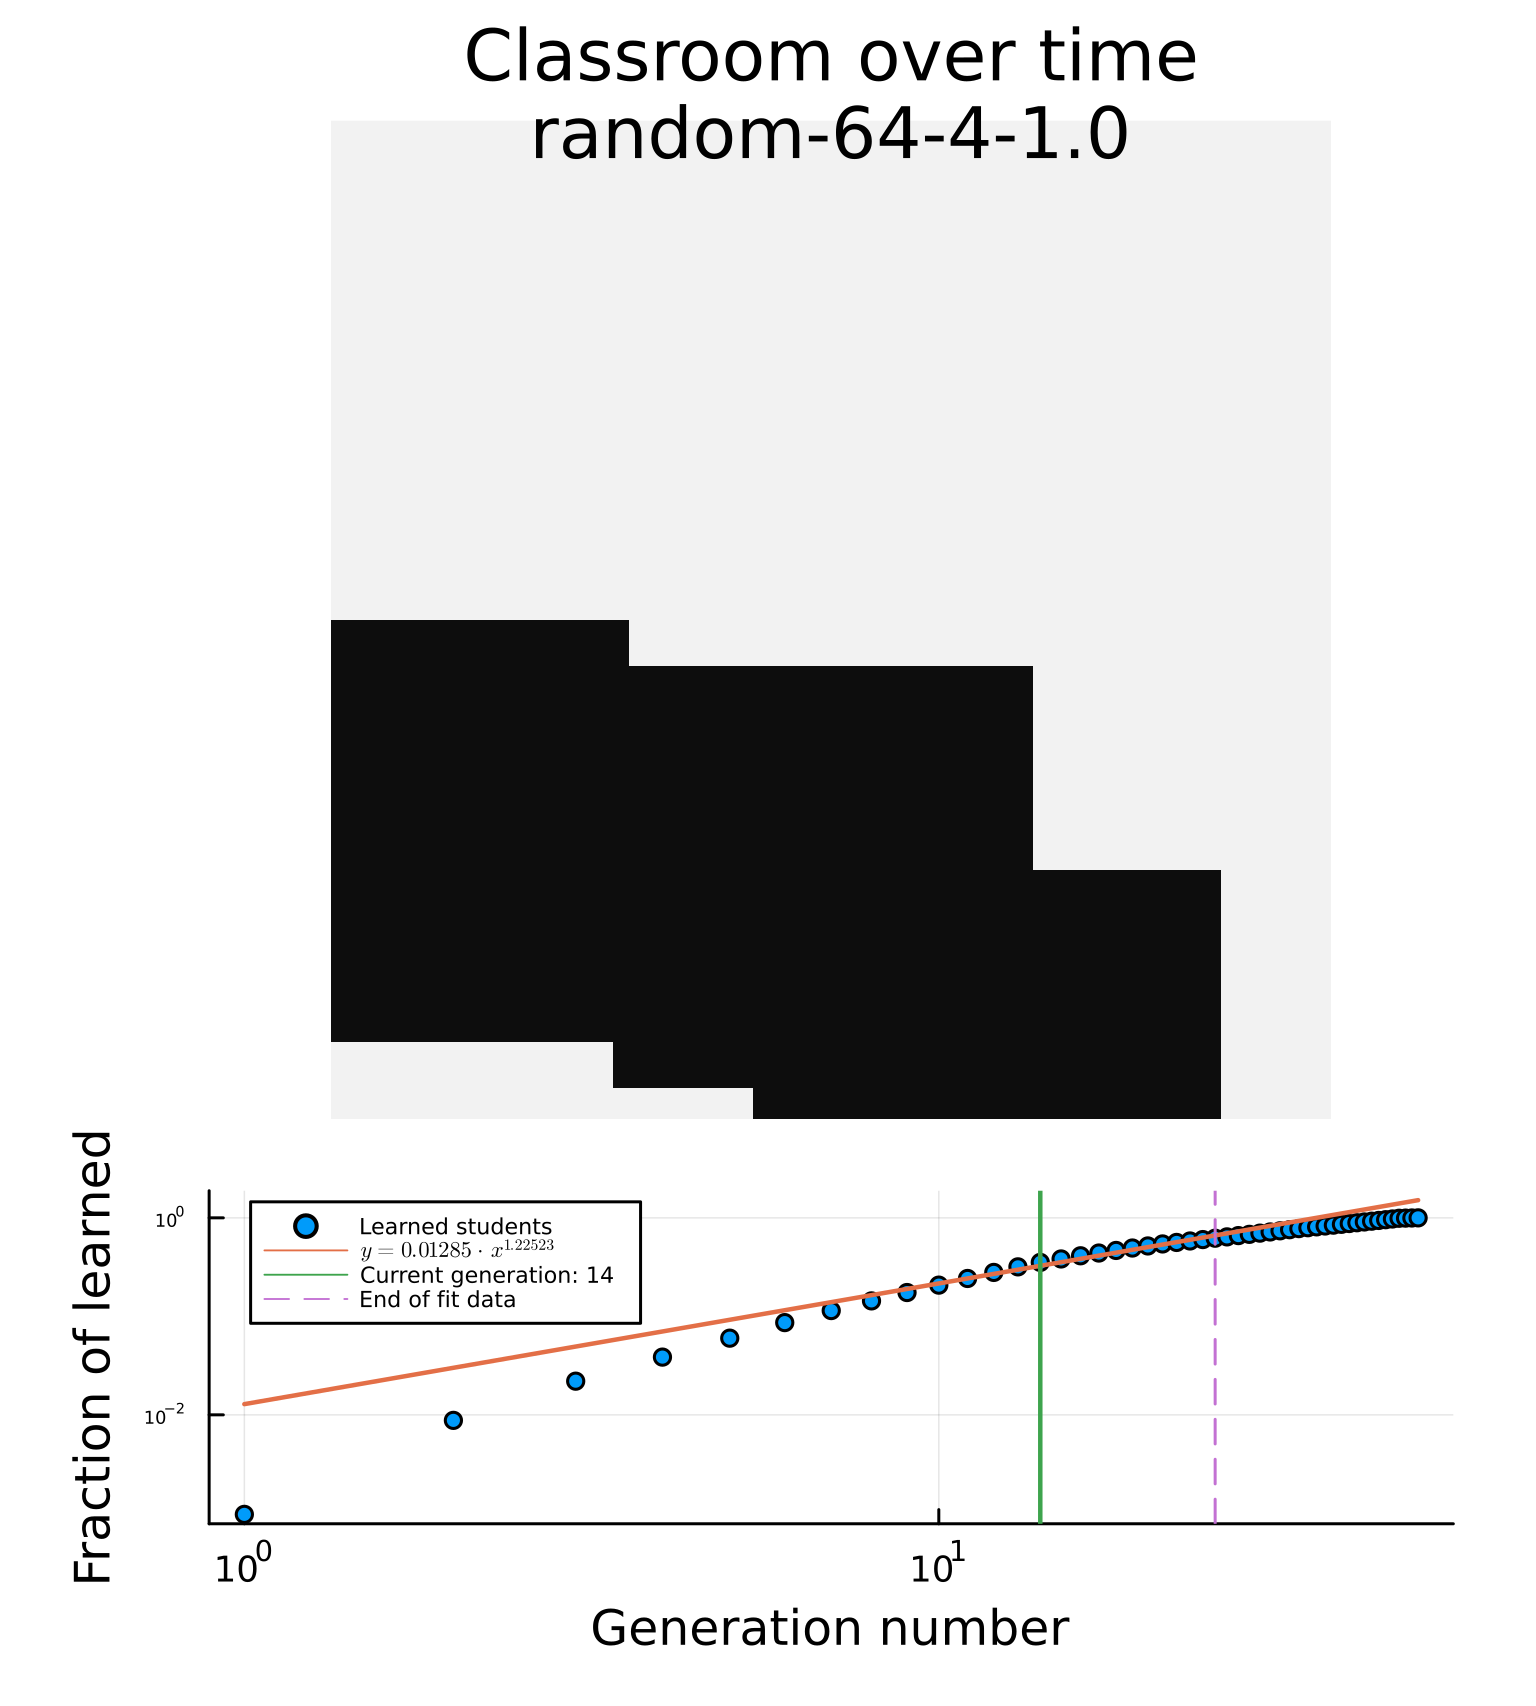 Classroom over time
random-64-4-1.0
Fraction of learned
10^0
10^-2
Learned students
y = 0.01285 · x^1.22523
Current generation: 14
End of fit data
10^0
10^1
Generation number